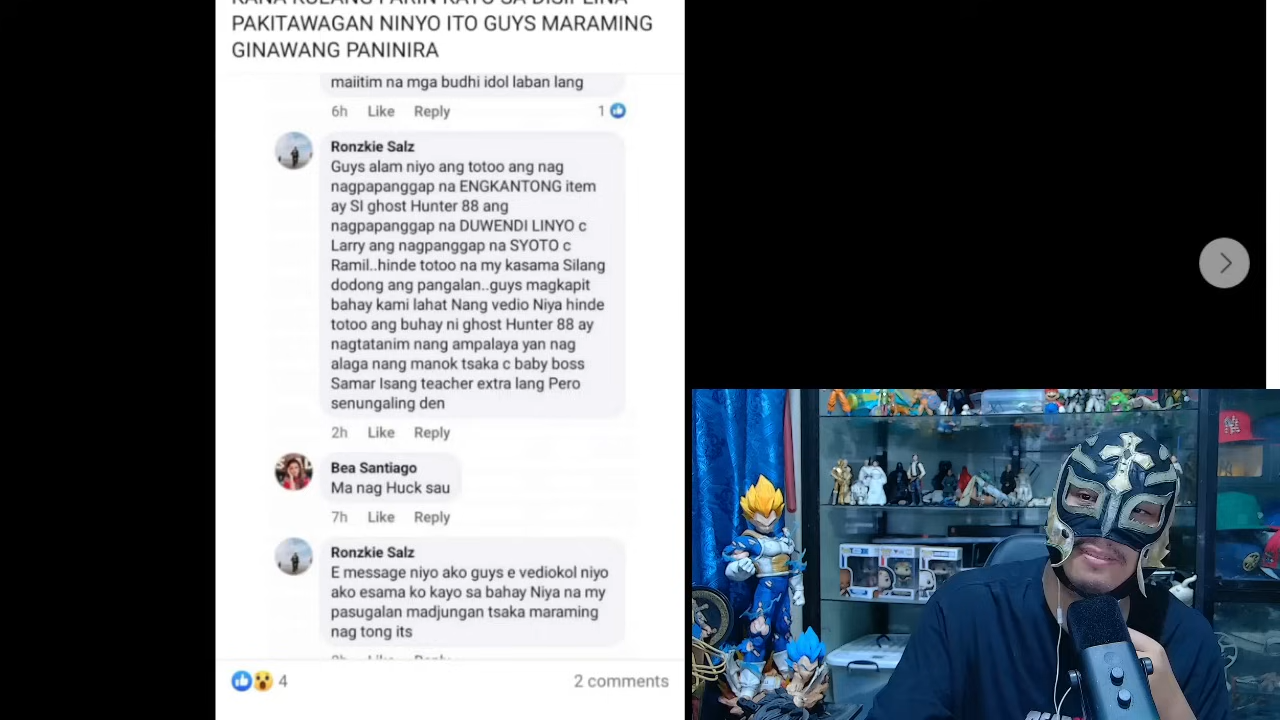 PAKITAWAGAN NINYO ITO GUYS MARAMING
GINAWANG PANINIRA
maiitim na mga budhi idol laban lang
6h Like Reply 1
Ronzkie Salz
Guys alam niyo ang totoo ang nag
nagpapanggap na ENGKANTONG item
ay SI ghost Hunter 88 ang
nagpapanggap na DUWENDI LINYO c
Larry ang nagpanggap na SYOTO c
Ramil..hinde totoo na my kasama Silang
dodong ang pangalan..guys magkapit
bahay kami lahat Nang vedio Niya hinde
totoo ang buhay ni ghost Hunter 88 ay
nagtatanim nang ampalaya yan nag
alaga nang manok tsaka c baby boss
Samar Isang teacher extra lang Pero
senungaling den
2h Like Reply
Bea Santiago
Ma nag Huck sau
7h Like Reply
Ronzkie Salz
E message niyo ako guys e vediokol niyo
ako esama ko kayo sa bahay Niya na my
pasugalan madjungan tsaka maraming
nag tong its
4 2 comments